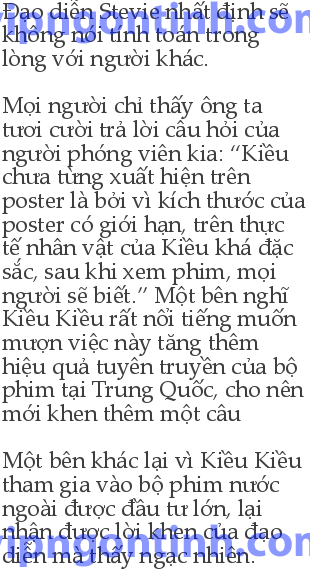 Đạo diễn Stevie nhất định sẽ
không nói tính toán trong
lòng với người khác.
Mọi người chỉ thấy ông ta
tươi cười trả lời câu hỏi của
người phóng viên kia: “Kiều
chưa từng xuất hiện trên
poster là bởi vì kích thước của
poster có giới hạn, trên thực
tế nhân vật của Kiều khá đặc
sắc, sau khi xem phim, mọi
người sẽ biết.” Một bên nghĩ
Kiều Kiều rất nổi tiếng muốn
mượn việc này tăng thêm
hiệu quả tuyên truyền của bộ
phim tại Trung Quốc, cho nên
mới khen thêm một câu
Một bên khác lại vì Kiều Kiều
tham gia vào bộ phim nước
ngoài được đầu tư lớn, lại
nhận được lời khen của đạo
diễn mà thấy ngạc nhiên.
vipngontinh.com
vipngontinh.com